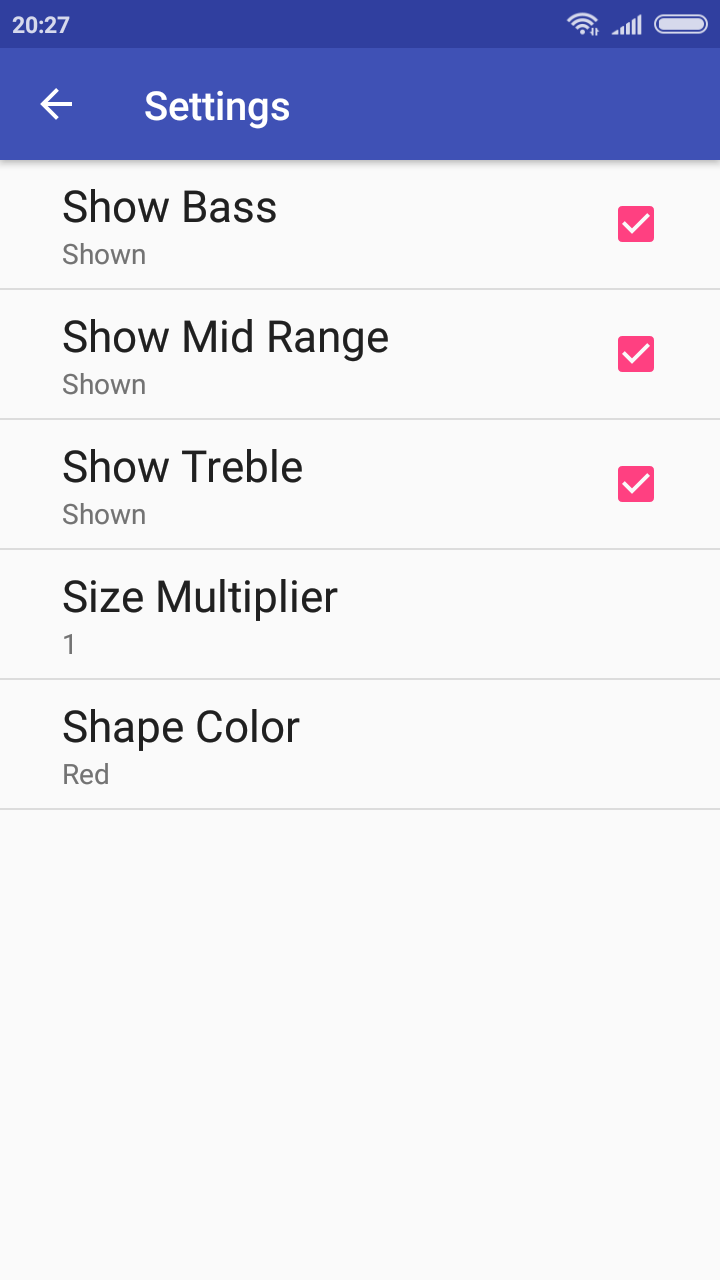 20:27
Settings
Show Bass
Shown
Show Mid Range
Shown
Show Treble
Shown
Size Multiplier
1
Shape Color
Red